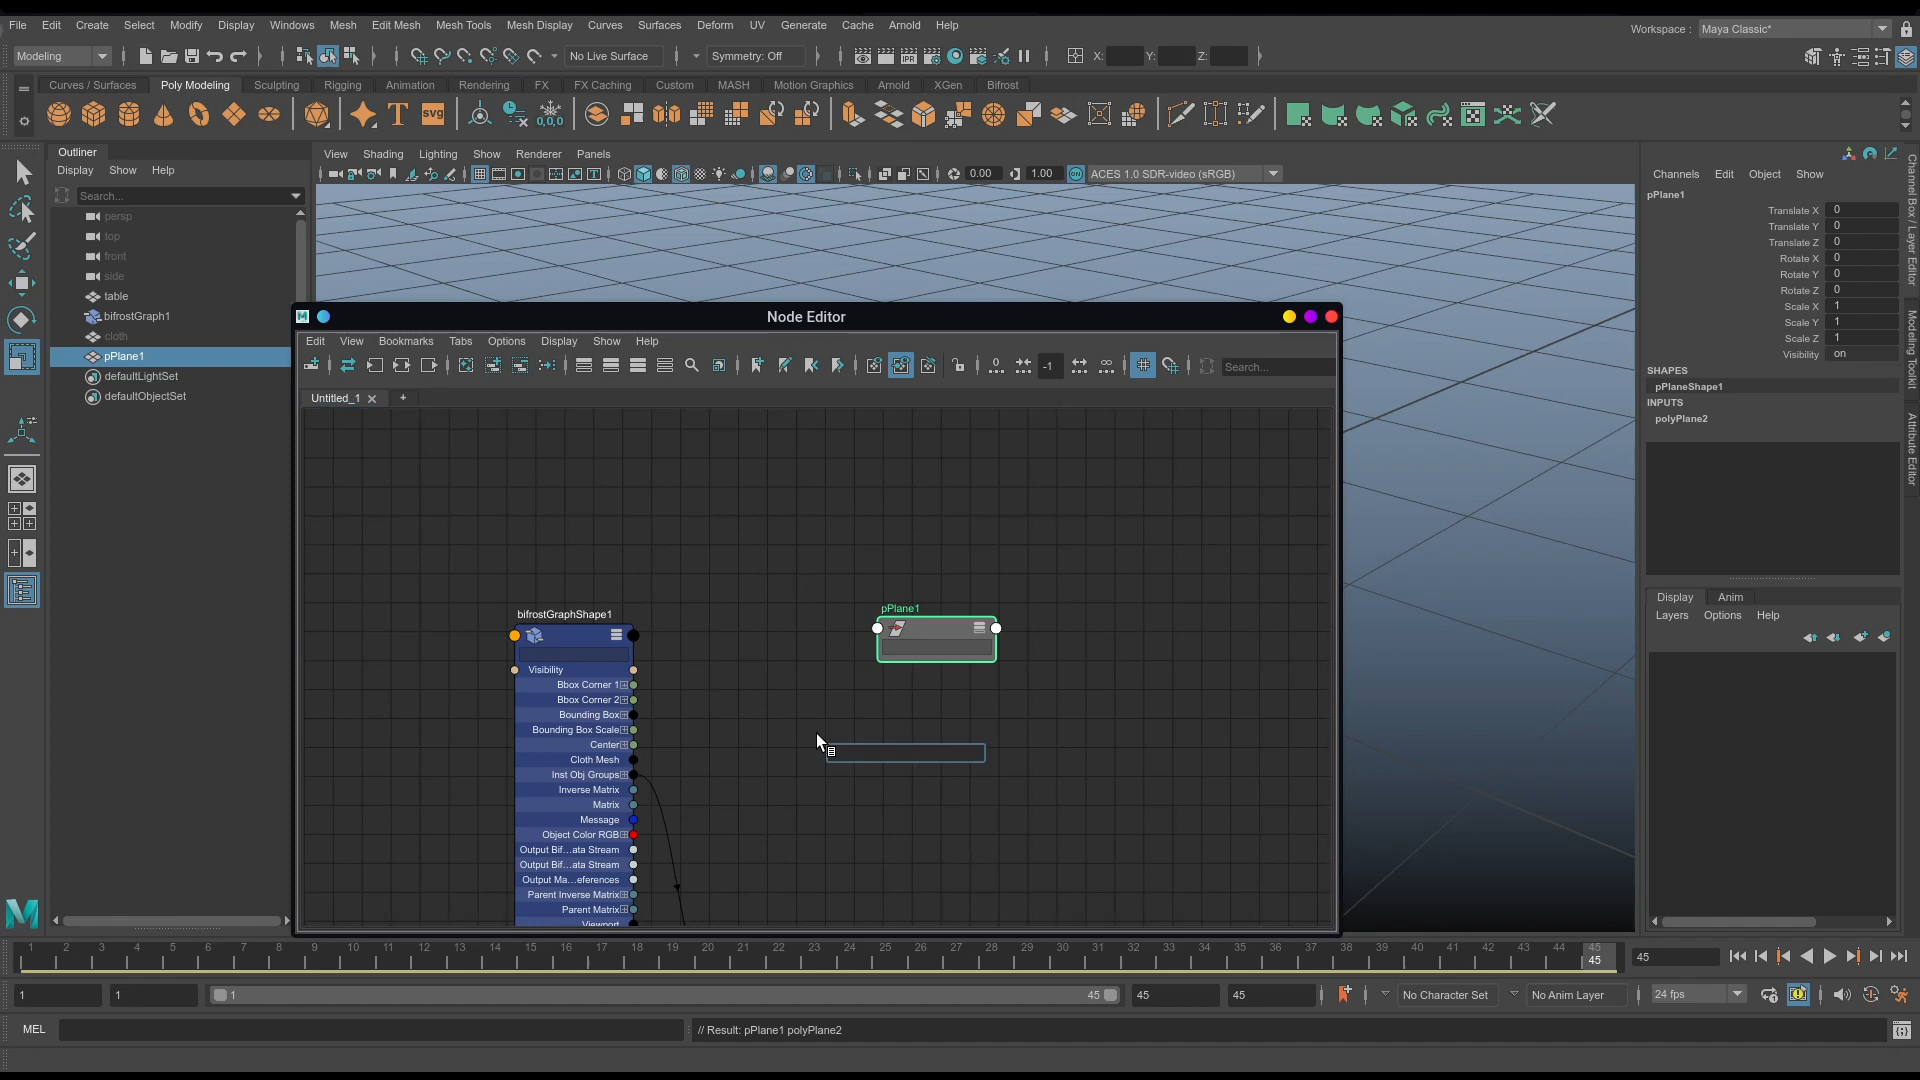 File Edit Create Select Modify Display Windows Mesh Edit Mesh Mesh Tools Mesh Display Curves Surfaces Deform UV Generate Cache Arnold Help
Workspace : Maya Classic*
Modeling No Live Surface Symmetry: Off X: Y: Z:
Curves / Surfaces Poly Modeling Sculpting Rigging Animation Rendering FX FX Caching Custom MASH Motion Graphics Arnold XGen Bifrost
Outliner
Display Show Help
Search...
persp
top
front
side
table
bifrostGraph1
cloth
pPlane1
defaultLightSet
defaultObjectSet
View Shading Lighting Show Renderer Panels
0.00 1.00 ON ACES 1.0 SDR-video (sRGB)
Node Editor
Edit View Bookmarks Tabs Options Display Show Help
-1 Search...
Untitled_1 +
bifrostGraphShape1
Visibility
Bbox Corner 1
Bbox Corner 2
Bounding Box
Bounding Box Scale
Center
Cloth Mesh
Inst Obj Groups
Inverse Matrix
Matrix
Message
Object Color RGB
Output Bif...ata Stream
Output Bif...ata Stream
Output Ma...eferences
Parent Inverse Matrix
Parent Matrix
Viewport
pPlane1
Channels Edit Object Show
pPlane1
Translate X 0
Translate Y 0
Translate Z 0
Rotate X 0
Rotate Y 0
Rotate Z 0
Scale X 1
Scale Y 1
Scale Z 1
Visibility on
SHAPES
pPlaneShape1
INPUTS
polyPlane2
Display Anim
Layers Options Help
Channel Box / Layer Editor
Modeling Toolkit
Attribute Editor
1 2 3 4 5 6 7 8 9 10 11 12 13 14 15 16 17 18 19 20 21 22 23 24 25 26 27 28 29 30 31 32 33 34 35 36 37 38 39 40 41 42 43 44 45
45 45
1 1 1 45 45 45 No Character Set No Anim Layer 24 fps
MEL // Result: pPlane1 polyPlane2